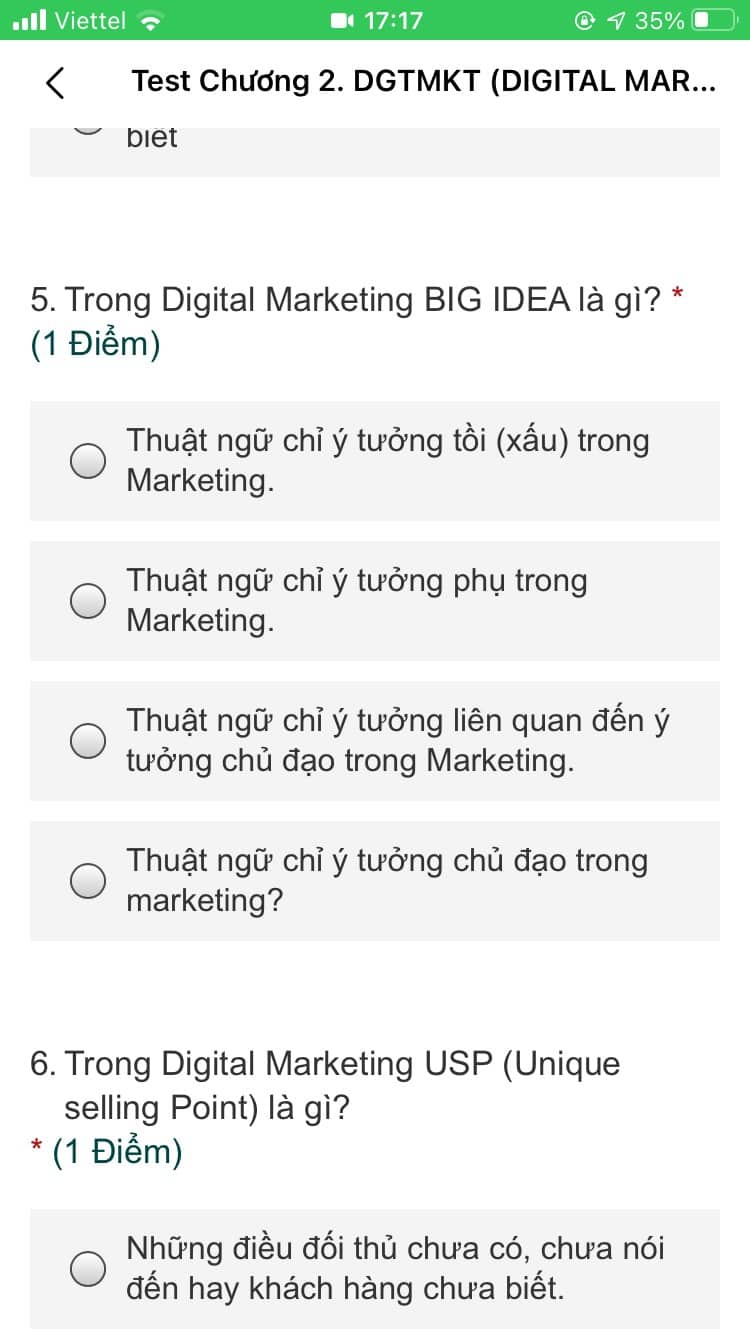 Viettel 17:17 35%
Test Chương 2. DGTMKT (DIGITAL MAR...
biết
5. Trong Digital Marketing BIG IDEA là gì? *
(1 Điểm)
Thuật ngữ chỉ ý tưởng tồi (xấu) trong
Marketing.
Thuật ngữ chỉ ý tưởng phụ trong
Marketing.
Thuật ngữ chỉ ý tưởng liên quan đến ý
tưởng chủ đạo trong Marketing.
Thuật ngữ chỉ ý tưởng chủ đạo trong
marketing?
6. Trong Digital Marketing USP (Unique
selling Point) là gì?
* (1 Điểm)
Những điều đối thủ chưa có, chưa nói
đến hay khách hàng chưa biết.